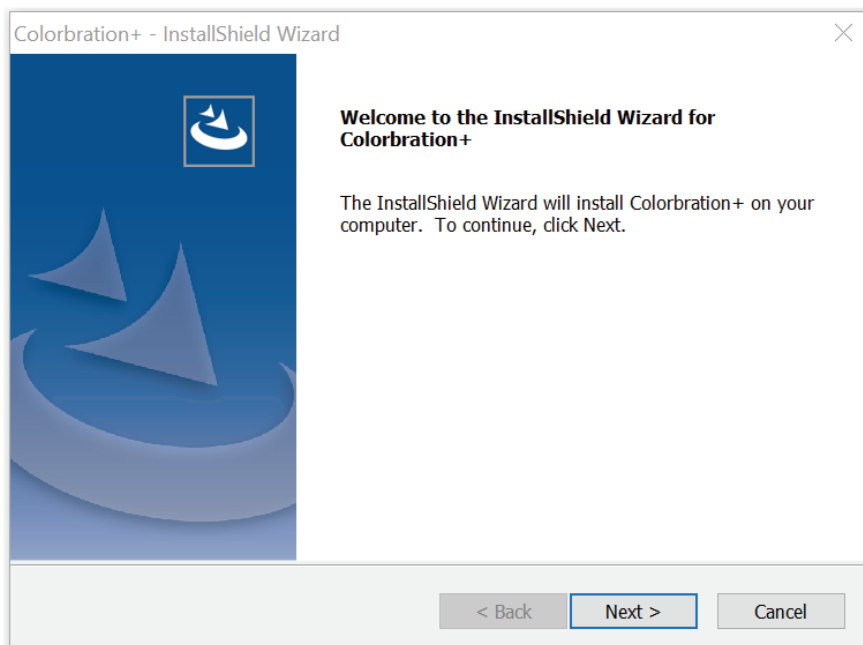 Colorbration+ - InstallShield Wizard
Welcome to the InstallShield Wizard for
Colorbration+
The InstallShield Wizard will install Colorbration+ on your
computer.  To continue, click Next.
< Back
Next >
Cancel